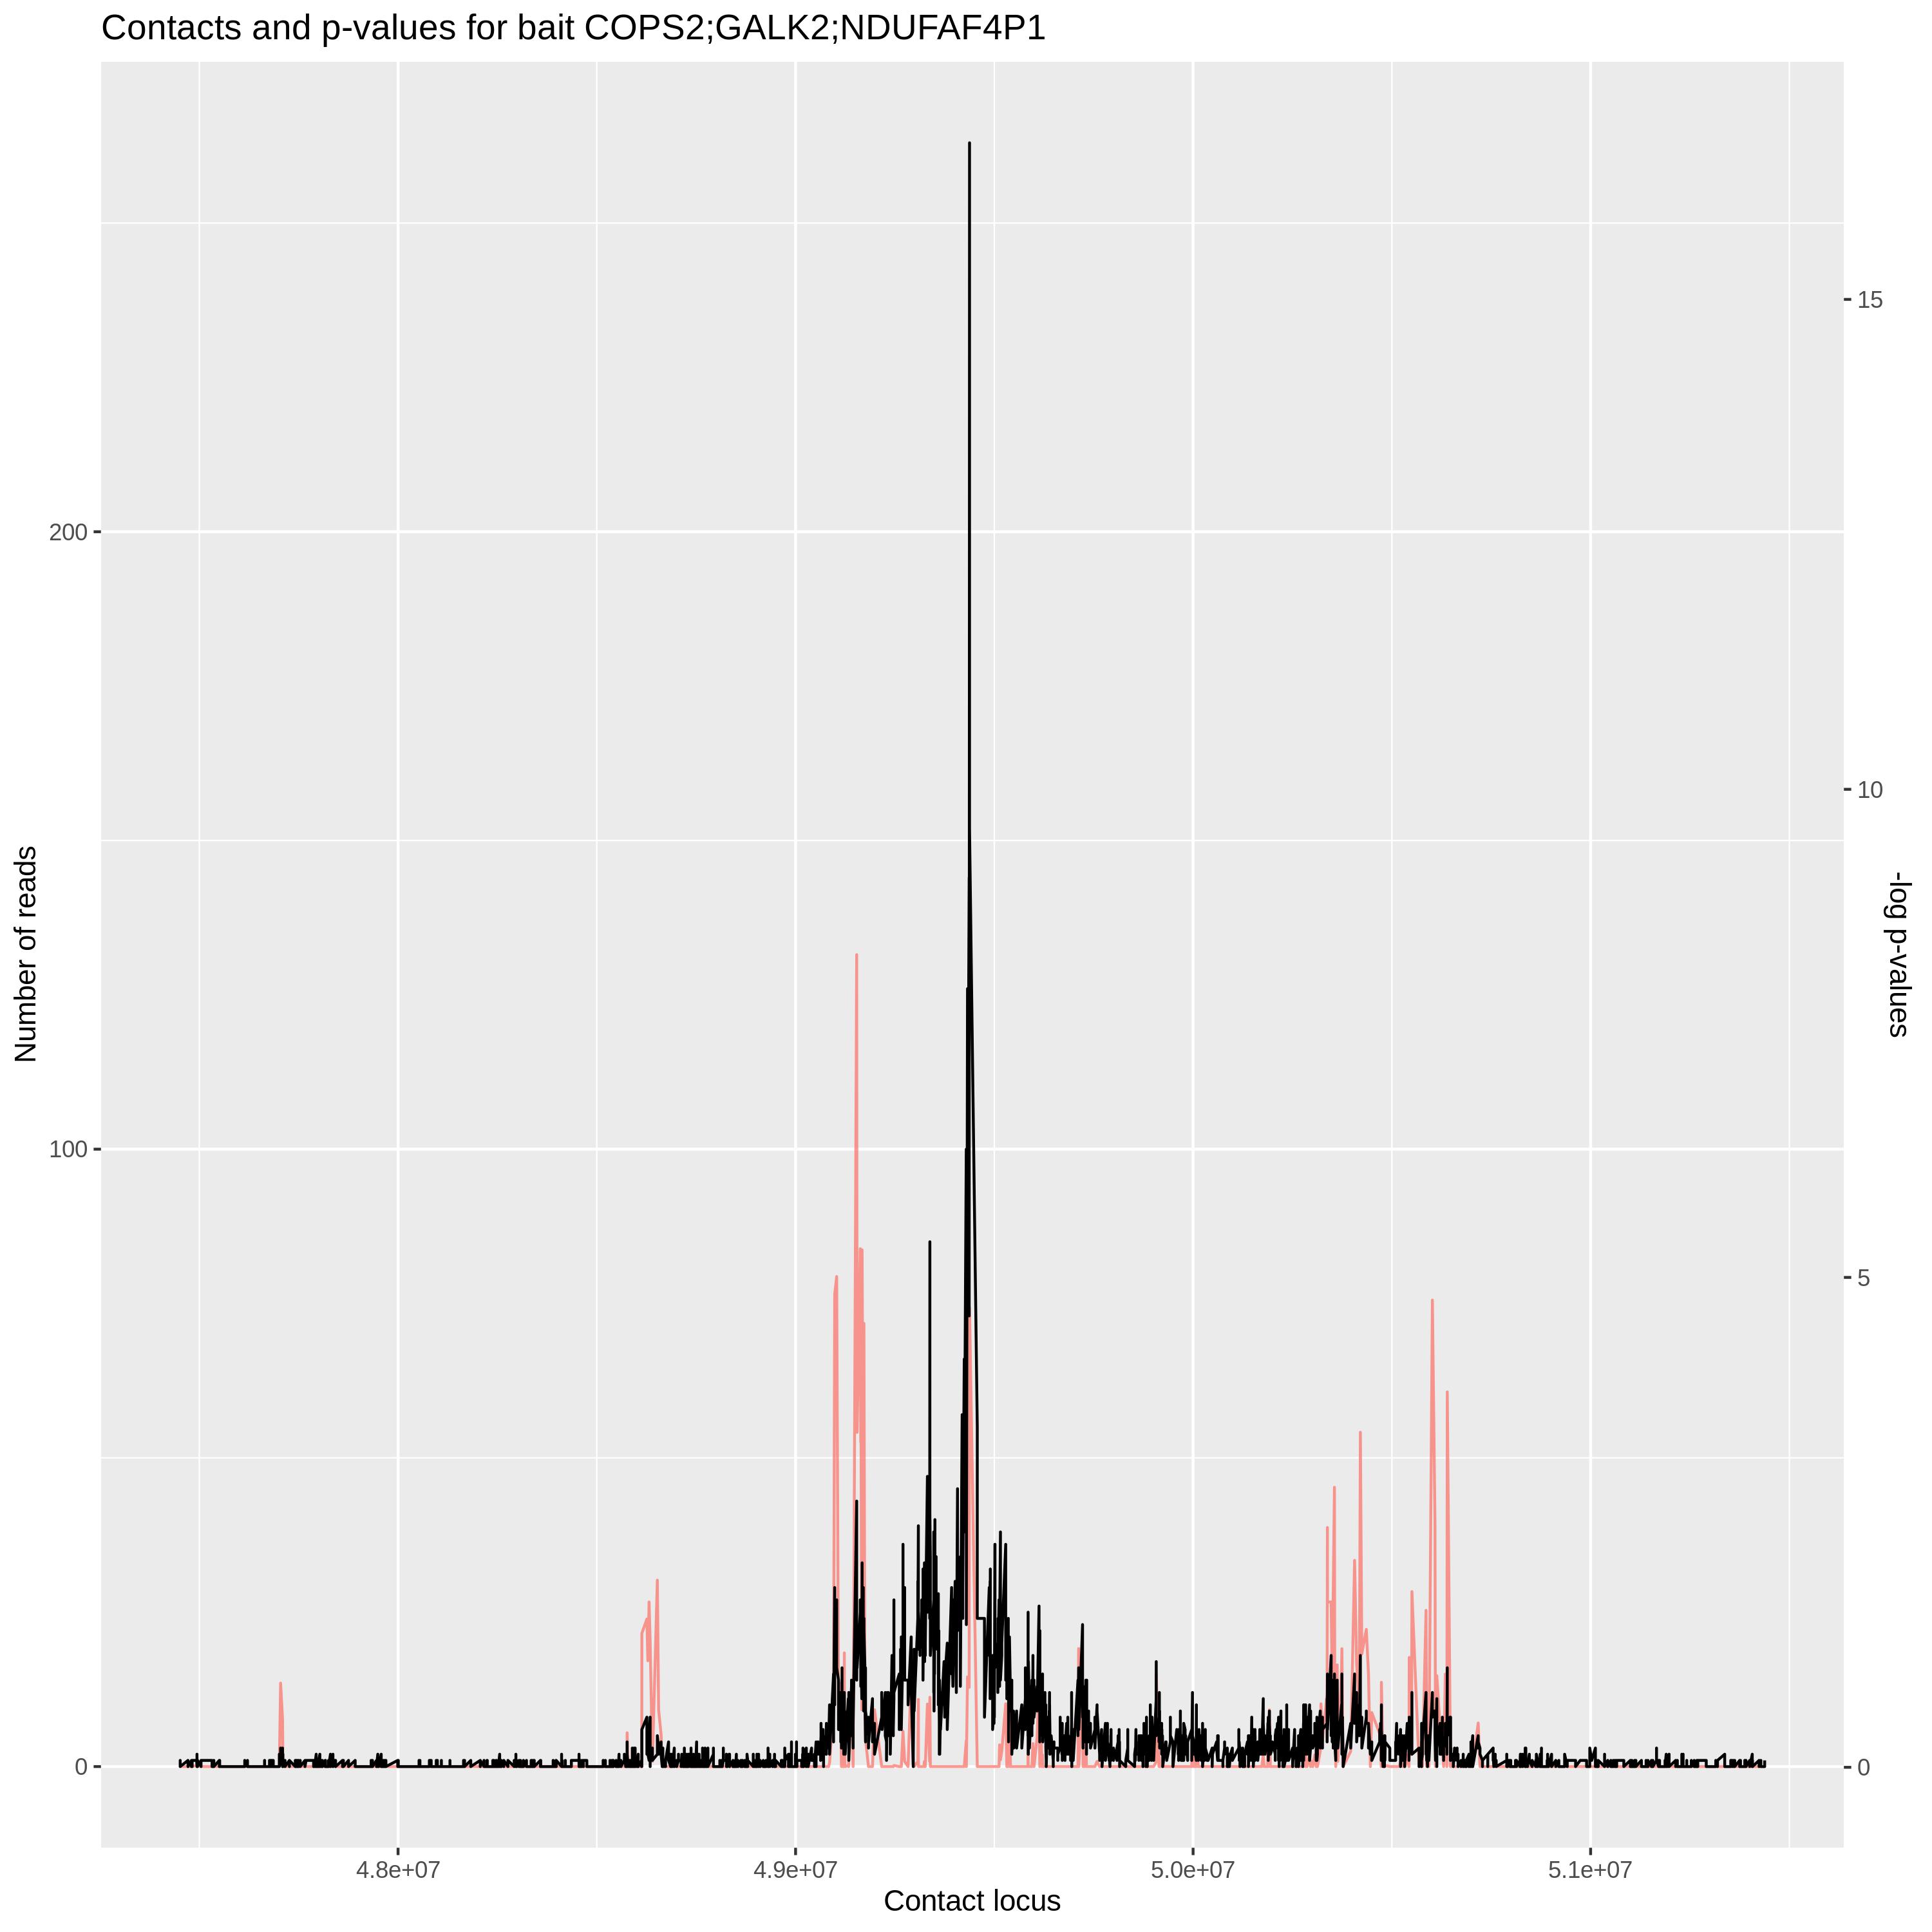 Contacts and p-values for bait COPS2;GALK2;NDUFAF4P1
Number of reads
200
100
0
15
10
5
0
-log p-values
4.8e+07
4.9e+07
5.0e+07
5.1e+07
Contact locus